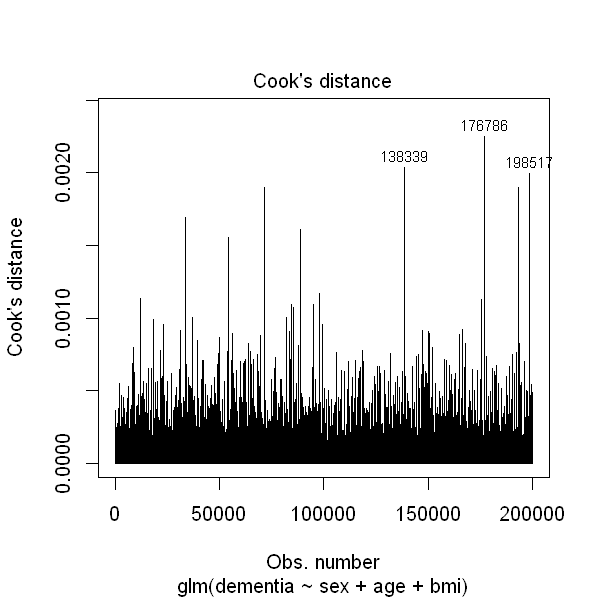 Cook's distance
176786
138339
198517
Cook's distance
0.0020
0.0010
0.0000
0 50000 100000 150000 200000
Obs. number
glm(dementia ~ sex + age + bmi)